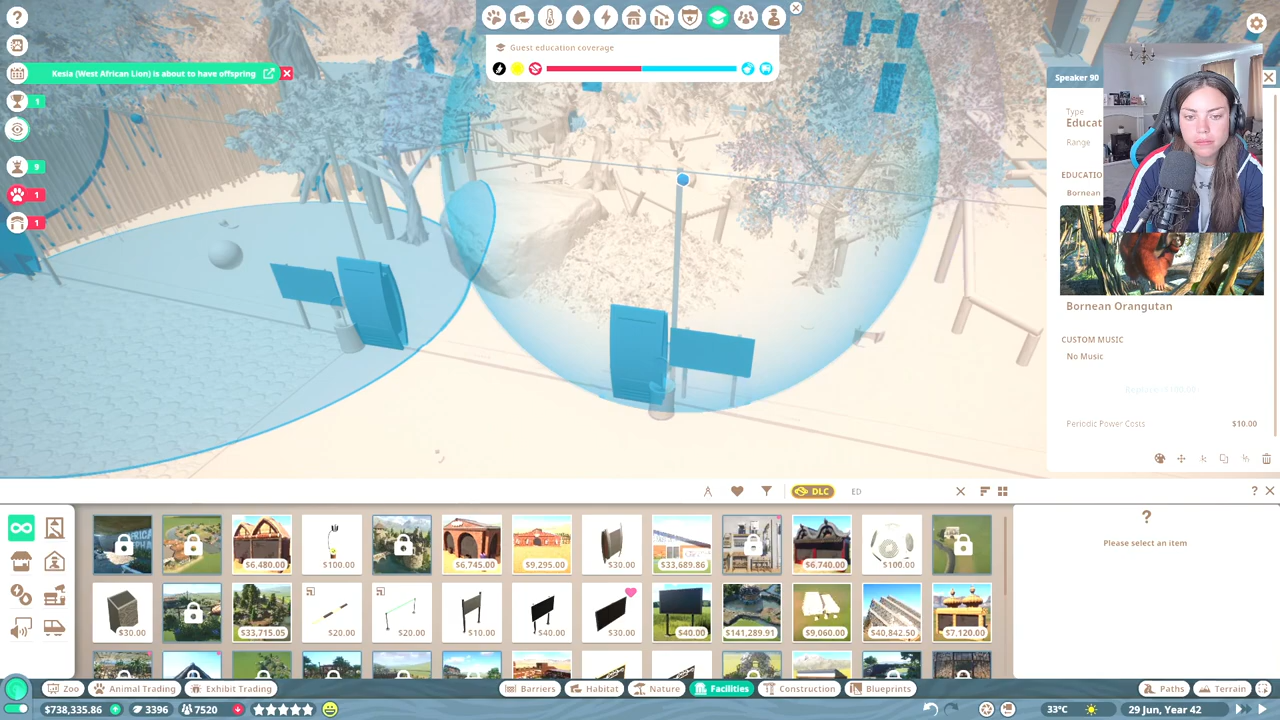 Guest education coverage
Kesia (West African Lion) is about to have offspring
1
9
1
1
Speaker 90
Type
Educat
Range
EDUCATIO
Bornean
Bornean Orangutan
CUSTOM MUSIC
No Music
Periodic Power Costs $10.00
DLC ED
?
Please select an item
$6,480.00 $100.00 $6,745.00 $9,295.00 $30.00 $33,689.86 $6,740.00 $100.00
$30.00 $33,715.05 $20.00 $20.00 $10.00 $40.00 $30.00 $40.00 $141,289.91 $9,060.00 $40,842.50 $7,120.00
Zoo Animal Trading Exhibit Trading Barriers Habitat Nature Facilities Construction Blueprints Paths Terrain
$738,335.86 3396 7520 33°C 29 Jun, Year 42